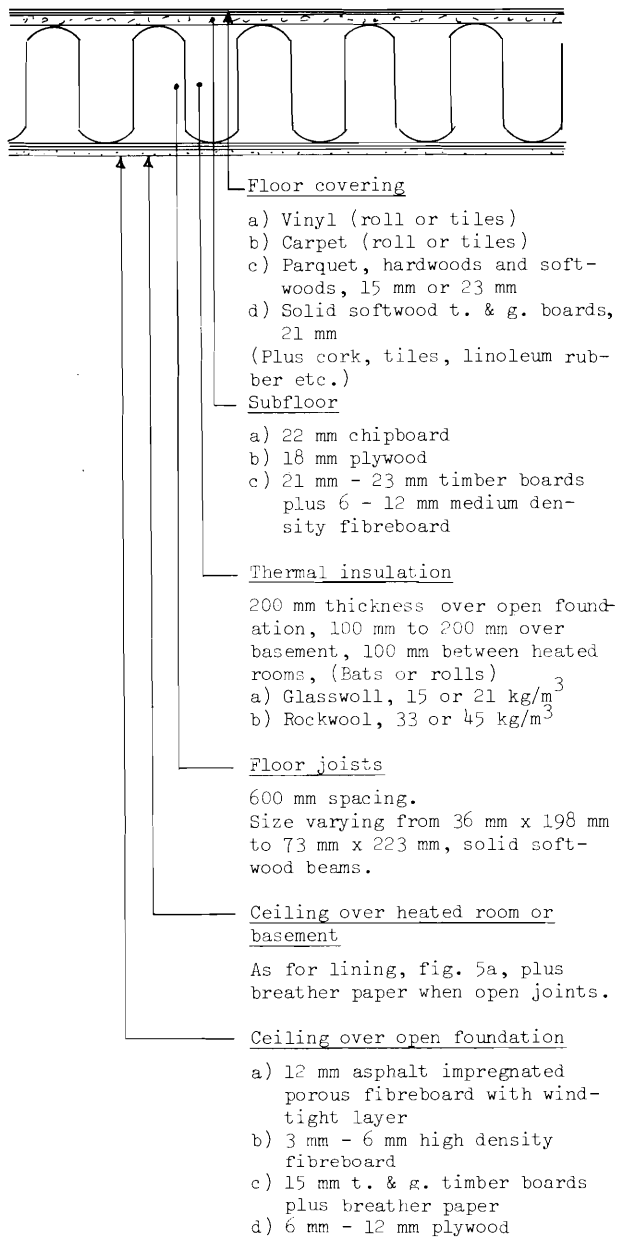 Floor covering
a) Vinyl (roll or tiles)
b) Carpet (roll or tiles)
c) Parquet, hardwoods and soft-
woods, 15 mm or 23 mm
d) Solid softwood t. & g. boards,
21 mm
(Plus cork, tiles, linoleum rub-
ber etc.)
Subfloor
a) 22 mm chipboard
b) 18 mm plywood
c) 21 mm - 23 mm timber boards
plus 6 - 12 mm medium den-
sity fibreboard
Thermal insulation
200 mm thickness over open found-
ation, 100 mm to 200 mm over
basement, 100 mm between heated
rooms, (Bats or rolls)
a) Glasswoll, 15 or 21 kg/m³
b) Rockwool, 33 or 45 kg/m³
Floor joists
600 mm spacing.
Size varying from 36 mm x 198 mm
to 73 mm x 223 mm, solid soft-
wood beams.
Ceiling over heated room or
basement
As for lining, fig. 5a, plus
breather paper when open joints.
Ceiling over open foundation
a) 12 mm asphalt impregnated
porous fibreboard with wind-
tight layer
b) 3 mm - 6 mm high density
fibreboard
c) 15 mm t. & g. timber boards
plus breather paper
d) 6 mm - 12 mm plywood